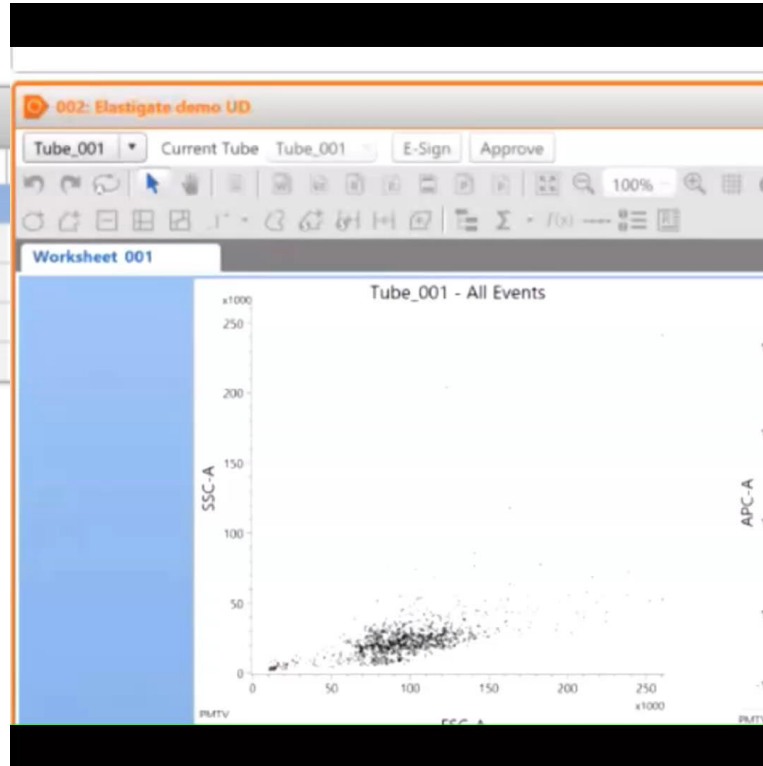 002: Elastigate demo UD
Tube_001 Current Tube Tube_001 E-Sign Approve
100%
f(x)
Worksheet 001
Tube_001 - All Events
x1000
250
200
150
100
50
0
SSC-A
APC-A
0 50 100 150 200 250
x1000
PMTV
FSC-A